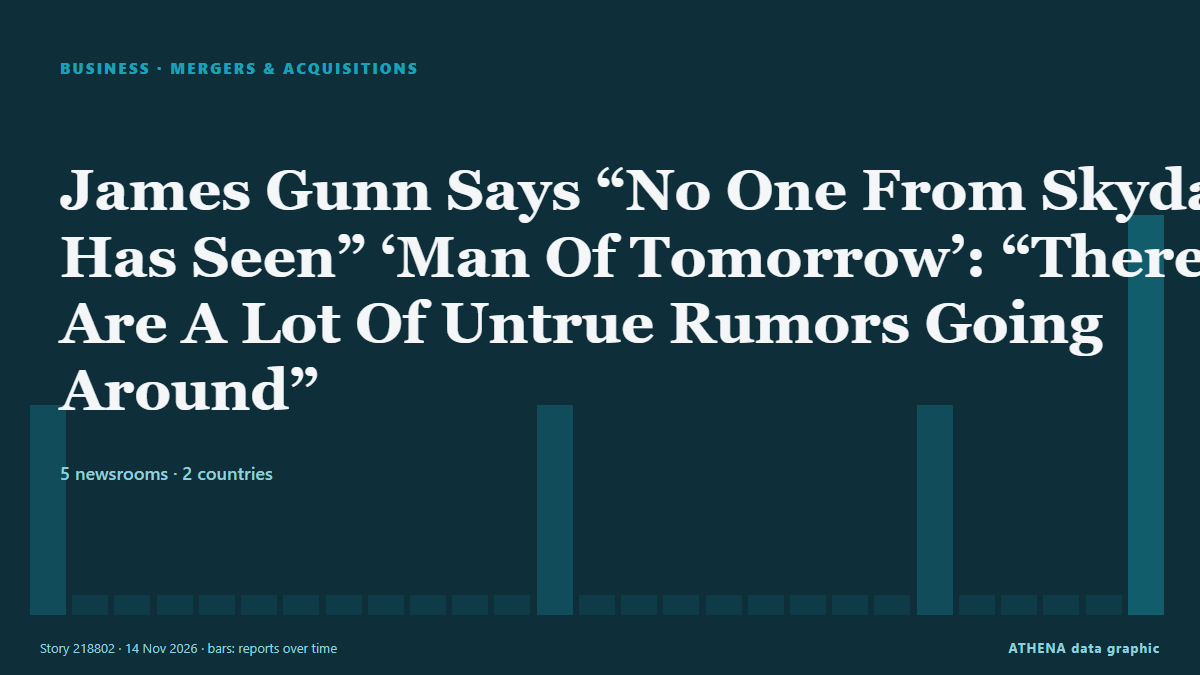 BUSINESS · MERGERS & ACQUISITIONS
James Gunn Says “No One From Skyda
Has Seen” ‘Man Of Tomorrow’: “There
Are A Lot Of Untrue Rumors Going
Around”
5 newsrooms · 2 countries
Story 218802 · 14 Nov 2026 · bars: reports over time
ATHENA data graphic